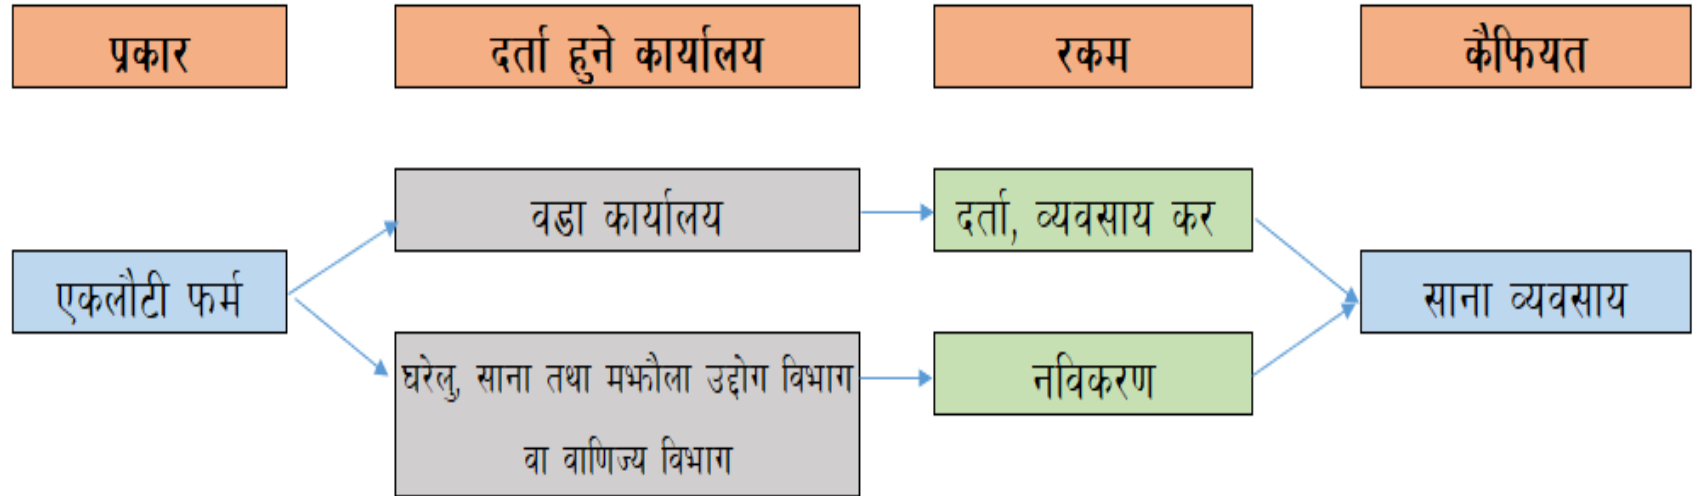 प्रकार
दर्ता हुने कार्यालय
रकम
कैफियत
एकलौटी फर्म
वडा कार्यालय
दर्ता, व्यवसाय कर
साना व्यवसाय
घरेलु, साना तथा मझौला उद्दोग विभाग
वा वाणिज्य विभाग
नविकरण